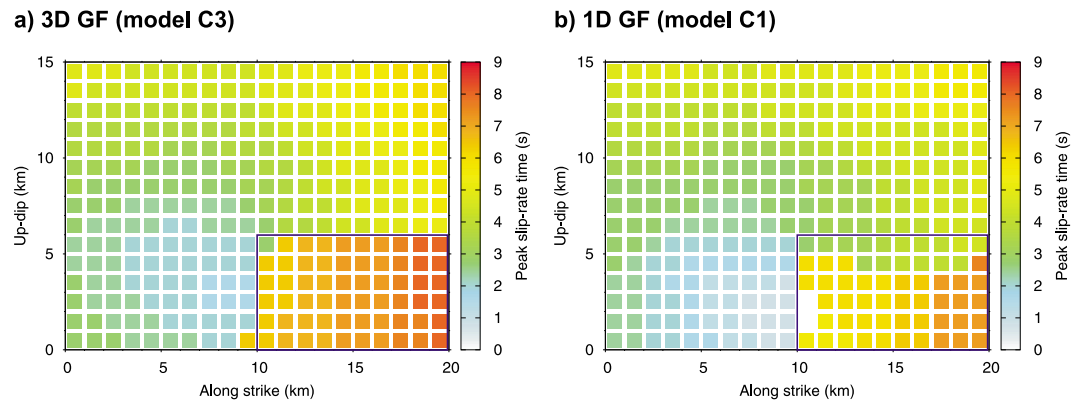 a) 3D GF (model C3)
15
10
5
0
Up-dip (km)
0 5 10 15 20
Along strike (km)
9
8
7
6
5
4
3
2
1
0
Peak slip-rate time (s)
b) 1D GF (model C1)
15
10
5
0
Up-dip (km)
0 5 10 15 20
Along strike (km)
9
8
7
6
5
4
3
2
1
0
Peak slip-rate time (s)